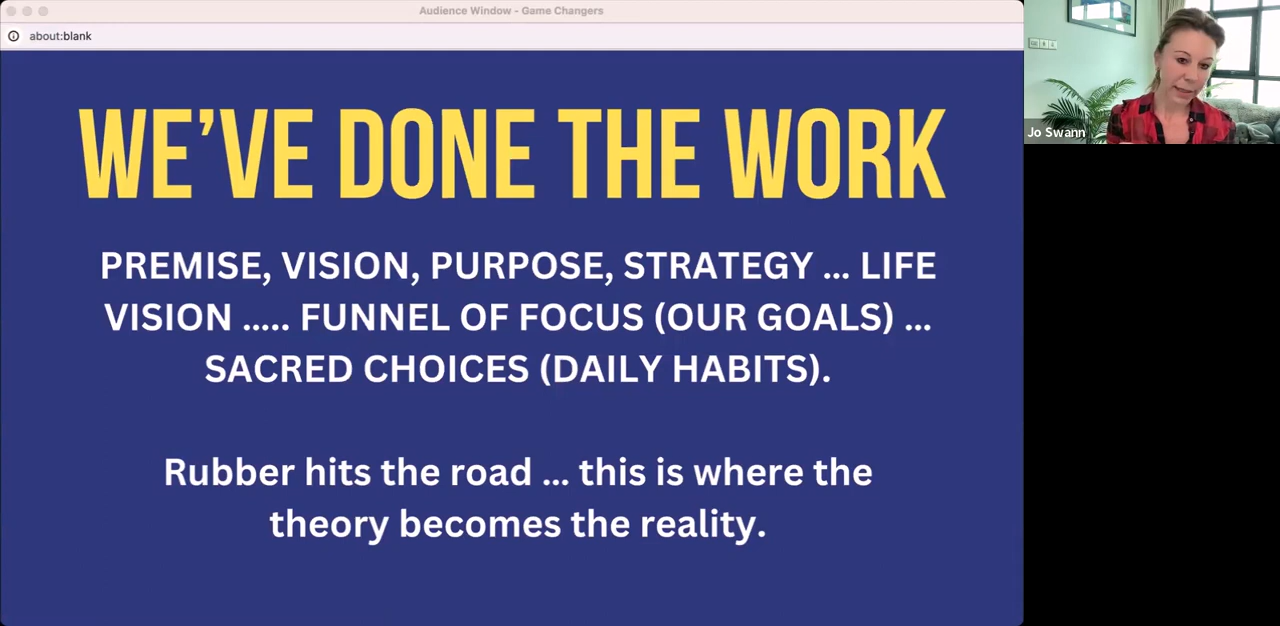 Audience Window - Game Changers
about:blank
WE'VE DONE THE WORK
PREMISE, VISION, PURPOSE, STRATEGY ... LIFE
VISION ..... FUNNEL OF FOCUS (OUR GOALS) ...
SACRED CHOICES (DAILY HABITS).
Rubber hits the road ... this is where the
theory becomes the reality.
Jo Swann